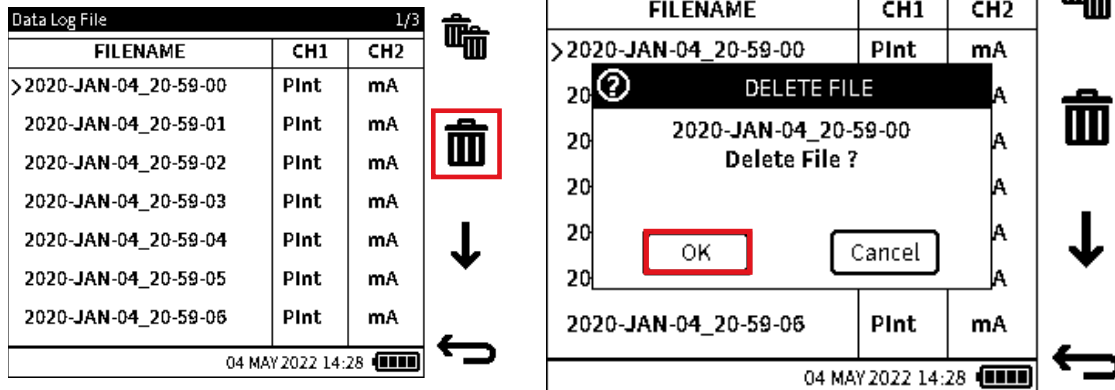 Data Log File 1/3
FILENAME CH1 CH2
>2020-JAN-04_20-59-00 PInt mA
2020-JAN-04_20-59-01 PInt mA
2020-JAN-04_20-59-02 PInt mA
2020-JAN-04_20-59-03 PInt mA
2020-JAN-04_20-59-04 PInt mA
2020-JAN-04_20-59-05 PInt mA
2020-JAN-04_20-59-06 PInt mA
04 MAY 2022 14:28
FILENAME CH1 CH2
>2020-JAN-04_20-59-00 PInt mA
20 A
DELETE FILE
2020-JAN-04_20-59-00
20 A
Delete File ?
20 A
20 A
OK Cancel
20 A
2020-JAN-04_20-59-06 PInt mA
04 MAY 2022 14:28